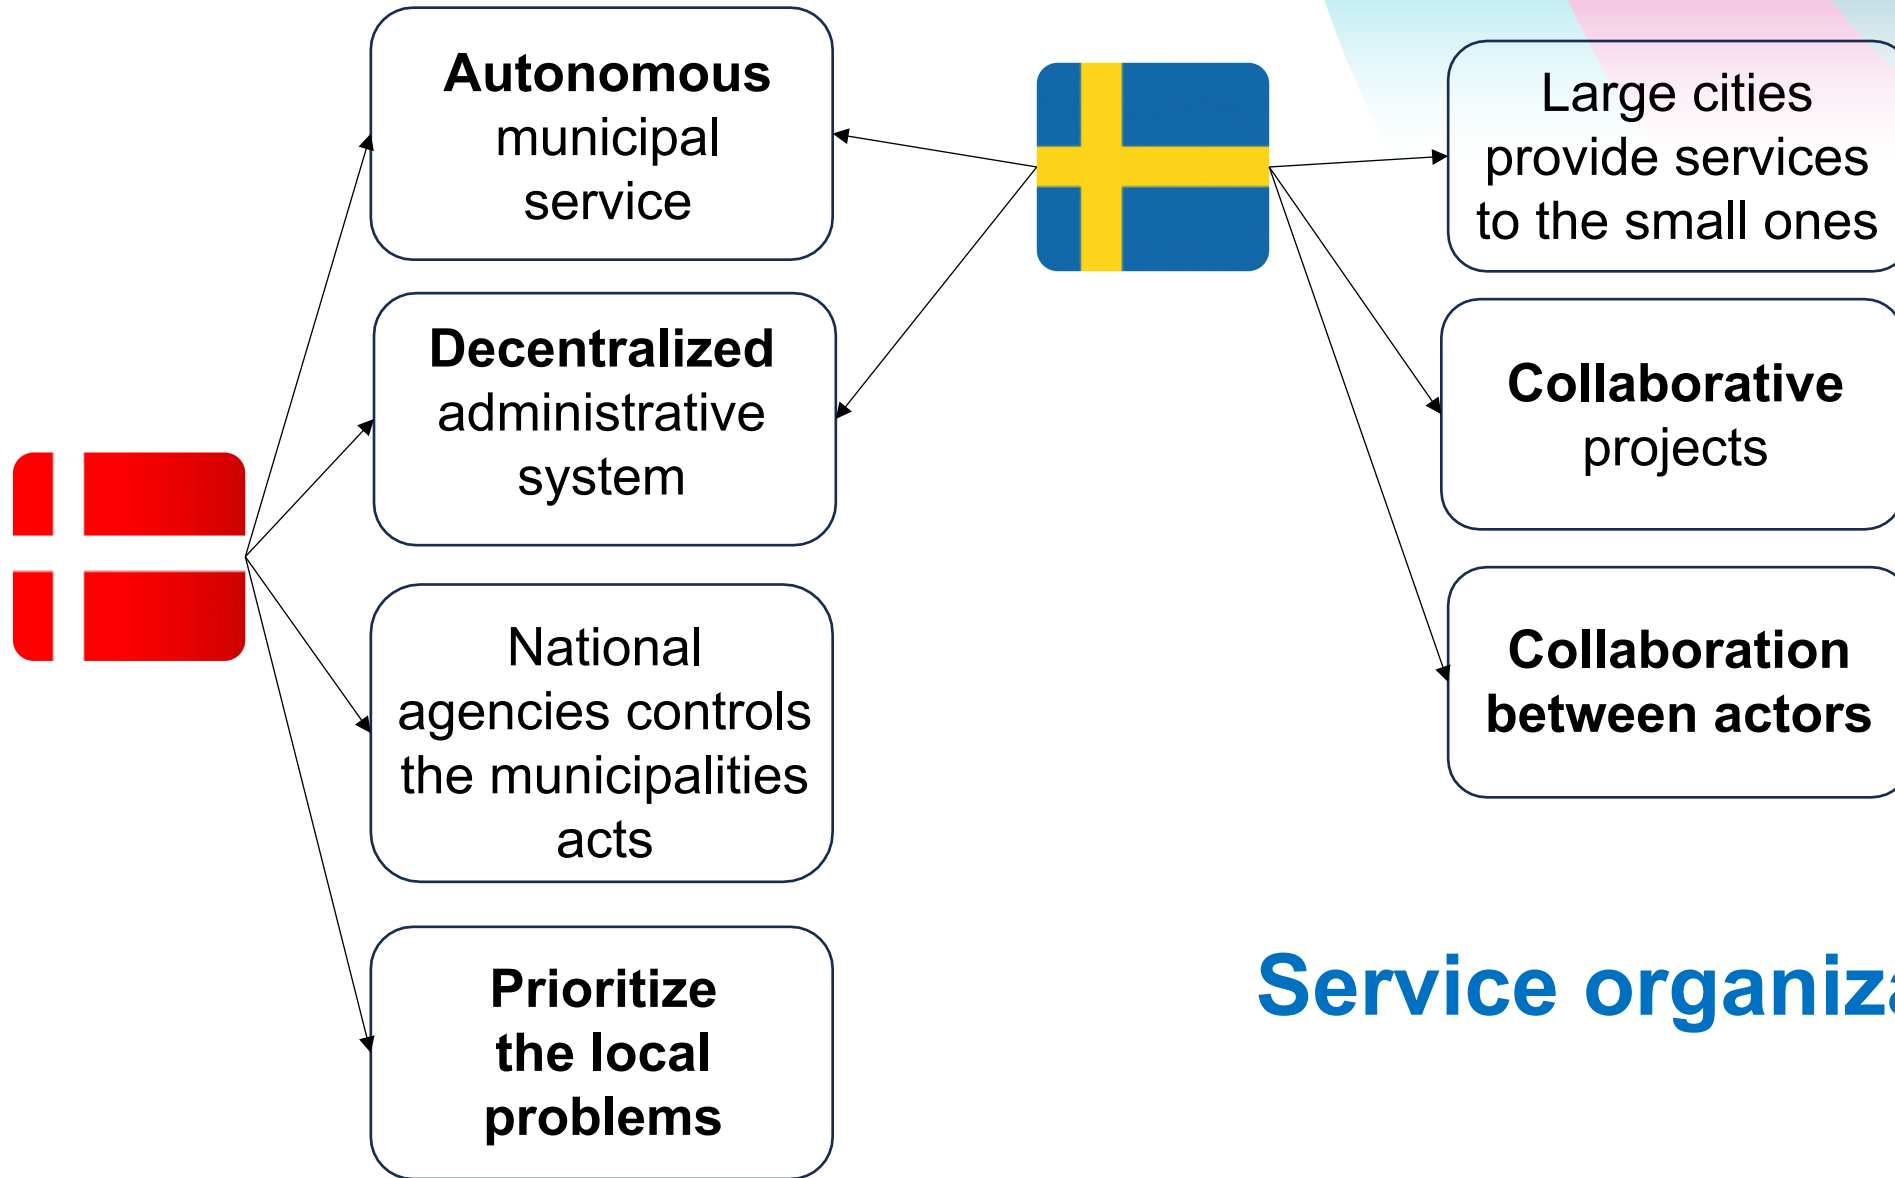 Autonomous
municipal
service
Decentralized
administrative
system
National
agencies controls
the municipalities
acts
Prioritize
the local
problems
Large cities
provide services
to the small ones
Collaborative
projects
Collaboration
between actors
Service organiza